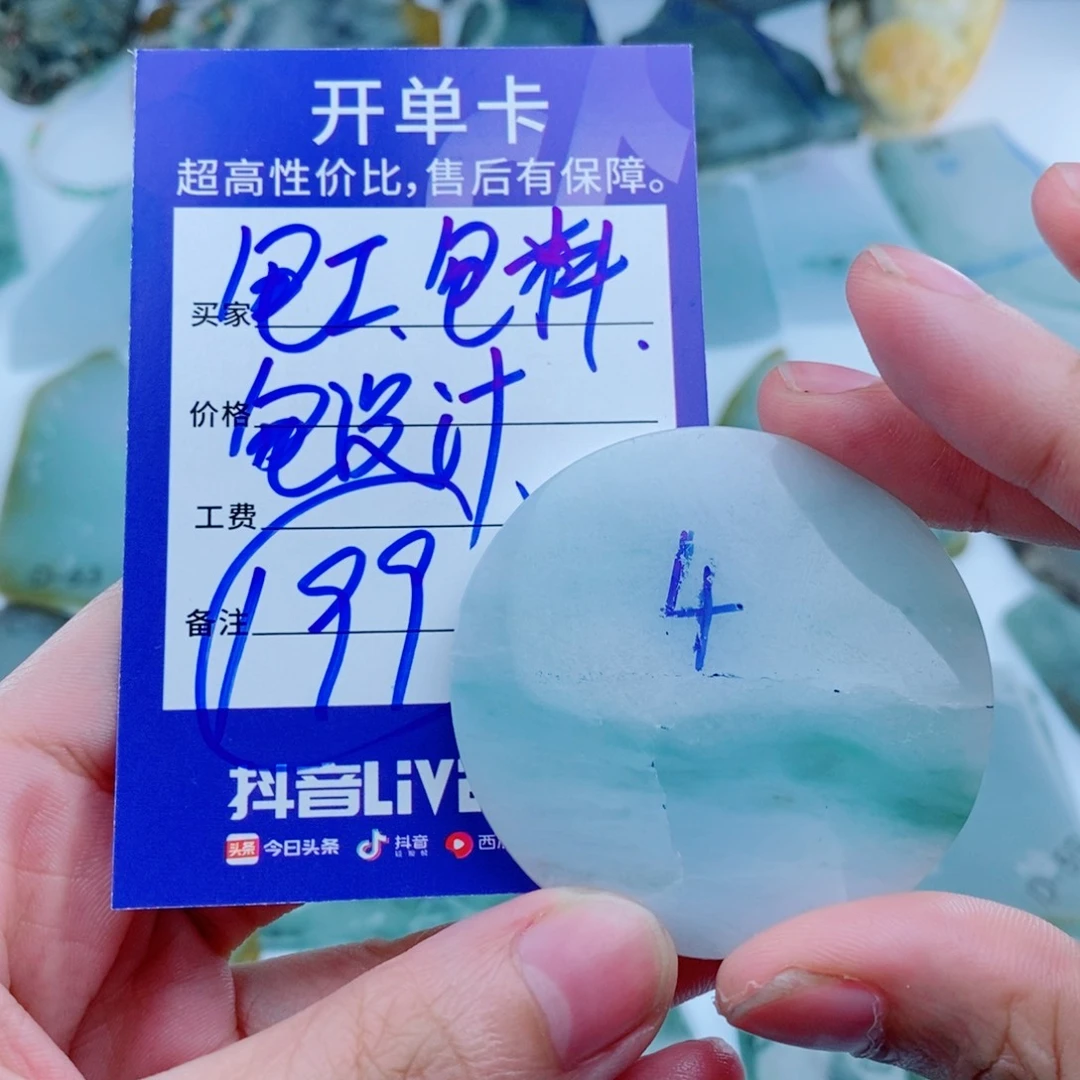 开单卡
超高性价比,售后有保障。
买家 包工、包料.
价格 包设计、
工费
备注 199
抖音LiVE
今日头条 抖音
4